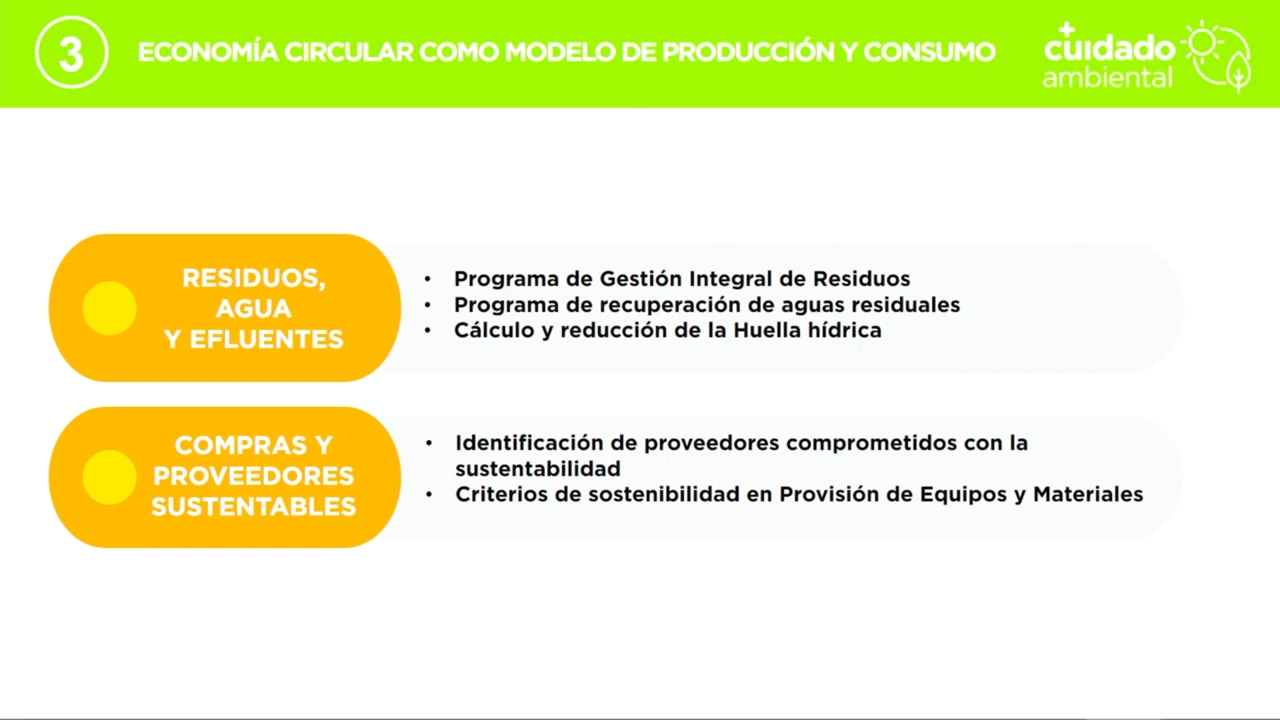 3
ECONOMÍA CIRCULAR COMO MODELO DE PRODUCCIÓN Y CONSUMO
+
cuidado
ambiental
RESIDUOS,
AGUA
Y EFLUENTES
• Programa de Gestión Integral de Residuos
• Programa de recuperación de aguas residuales
• Cálculo y reducción de la Huella hídrica
COMPRAS Y
PROVEEDORES
SUSTENTABLES
• Identificación de proveedores comprometidos con la
sustentabilidad
• Criterios de sostenibilidad en Provisión de Equipos y Materiales